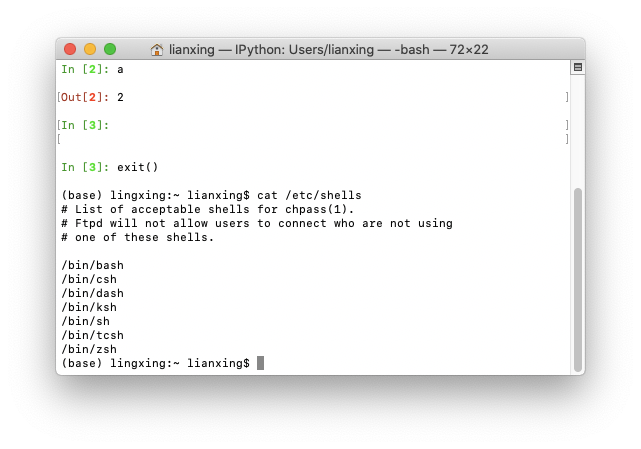 lianxing — IPython: Users/lianxing — -bash — 72×22
In [2]: a
[Out[2]: 2 ]
[In [3]: ]
[ ]
In [3]: exit()
(base) lingxing:~ lianxing$ cat /etc/shells
# List of acceptable shells for chpass(1).
# Ftpd will not allow users to connect who are not using
# one of these shells.
/bin/bash
/bin/csh
/bin/dash
/bin/ksh
/bin/sh
/bin/tcsh
/bin/zsh
(base) lingxing:~ lianxing$